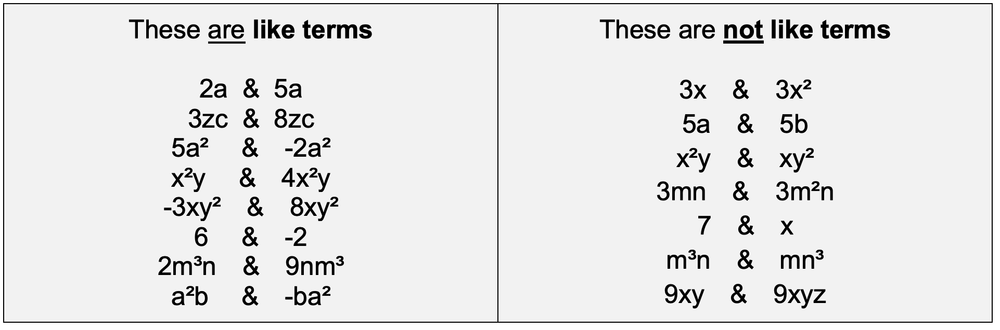 These are like terms
2a & 5a
3zc & 8zc
5a² & -2a²
x²y & 4x²y
-3xy² & 8xy²
6 & -2
2m³n & 9nm³
a²b & -ba²
These are not like terms
3x & 3x²
5a & 5b
x²y & xy²
3mn & 3m²n
7 & x
m³n & mn³
9xy & 9xyz